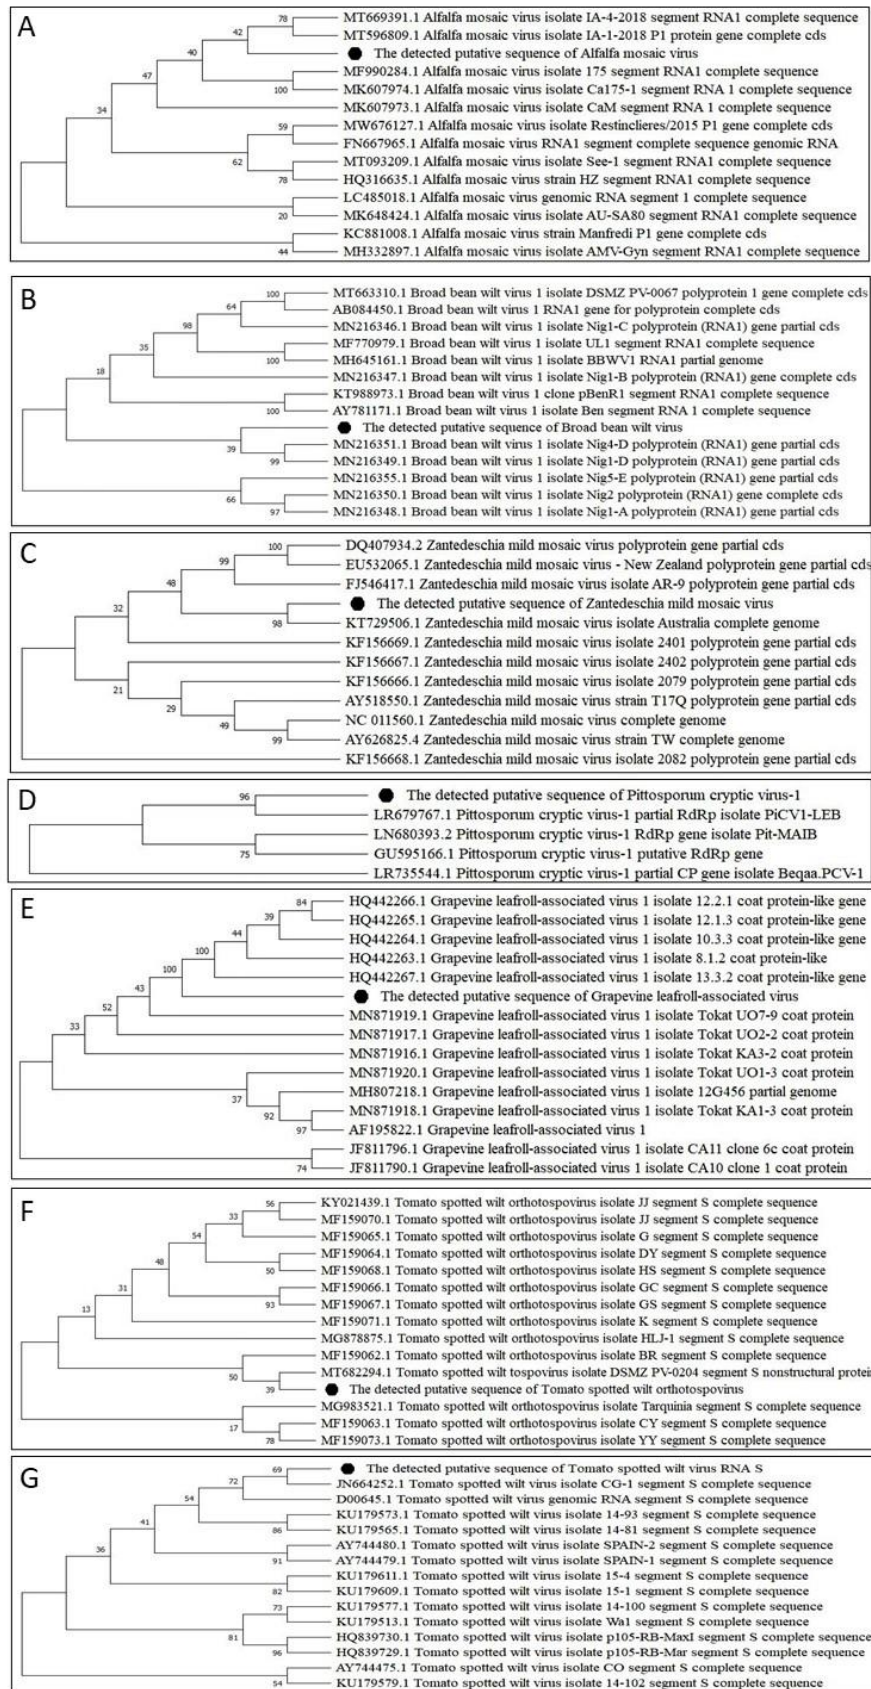 A
78 MT669391.1 Alfalfa mosaic virus isolate IA-4-2018 segment RNA1 complete sequence
42 MT596809.1 Alfalfa mosaic virus isolate IA-1-2018 P1 protein gene complete cds
40 The detected putative sequence of Alfalfa mosaic virus
47 MF990284.1 Alfalfa mosaic virus isolate 175 segment RNA1 complete sequence
100 MK607974.1 Alfalfa mosaic virus isolate Ca175-1 segment RNA 1 complete sequence
34 MK607973.1 Alfalfa mosaic virus isolate CaM segment RNA 1 complete sequence
59 MW676127.1 Alfalfa mosaic virus isolate Restinclieres/2015 P1 gene complete cds
FN667965.1 Alfalfa mosaic virus RNA1 segment complete sequence genomic RNA
62 MT093209.1 Alfalfa mosaic virus isolate See-1 segment RNA1 complete sequence
78 HQ316635.1 Alfalfa mosaic virus strain HZ segment RNA1 complete sequence
LC485018.1 Alfalfa mosaic virus genomic RNA segment 1 complete sequence
20 MK648424.1 Alfalfa mosaic virus isolate AU-SA80 segment RNA1 complete sequence
KC881008.1 Alfalfa mosaic virus strain Manfredi P1 gene complete cds
44 MH332897.1 Alfalfa mosaic virus isolate AMV-Gyn segment RNA1 complete sequence
B
100 MT663310.1 Broad bean wilt virus 1 isolate DSMZ PV-0067 polyprotein 1 gene complete cds
64 AB084450.1 Broad bean wilt virus 1 RNA1 gene for polyprotein complete cds
98 MN216346.1 Broad bean wilt virus 1 isolate Nig1-C polyprotein (RNA1) gene partial cds
35 MF770979.1 Broad bean wilt virus 1 isolate UL1 segment RNA1 complete sequence
100 MH645161.1 Broad bean wilt virus 1 isolate BBWV1 RNA1 partial genome
18 MN216347.1 Broad bean wilt virus 1 isolate Nig1-B polyprotein (RNA1) gene complete cds
KT988973.1 Broad bean wilt virus 1 clone pBenR1 segment RNA1 complete sequence
100 AY781171.1 Broad bean wilt virus 1 isolate Ben segment RNA 1 complete sequence
The detected putative sequence of Broad bean wilt virus
39 MN216351.1 Broad bean wilt virus 1 isolate Nig4-D polyprotein (RNA1) gene partial cds
99 MN216349.1 Broad bean wilt virus 1 isolate Nig1-D polyprotein (RNA1) gene partial cds
MN216355.1 Broad bean wilt virus 1 isolate Nig5-E polyprotein (RNA1) gene partial cds
66 MN216350.1 Broad bean wilt virus 1 isolate Nig2 polyprotein (RNA1) gene complete cds
97 MN216348.1 Broad bean wilt virus 1 isolate Nig1-A polyprotein (RNA1) gene partial cds
C
100 DQ407934.2 Zantedeschia mild mosaic virus polyprotein gene partial cds
99 EU532065.1 Zantedeschia mild mosaic virus - New Zealand polyprotein gene partial cds
48 FJ546417.1 Zantedeschia mild mosaic virus isolate AR-9 polyprotein gene partial cds
32 The detected putative sequence of Zantedeschia mild mosaic virus
98 KT729506.1 Zantedeschia mild mosaic virus isolate Australia complete genome
KF156669.1 Zantedeschia mild mosaic virus isolate 2401 polyprotein gene partial cds
KF156667.1 Zantedeschia mild mosaic virus isolate 2402 polyprotein gene partial cds
21 KF156666.1 Zantedeschia mild mosaic virus isolate 2079 polyprotein gene partial cds
29 AY518550.1 Zantedeschia mild mosaic virus strain T17Q polyprotein gene partial cds
49 NC 011560.1 Zantedeschia mild mosaic virus complete genome
99 AY626825.4 Zantedeschia mild mosaic virus strain TW complete genome
KF156668.1 Zantedeschia mild mosaic virus isolate 2082 polyprotein gene partial cds
D
96 The detected putative sequence of Pittosporum cryptic virus-1
LR679767.1 Pittosporum cryptic virus-1 partial RdRp isolate PiCV1-LEB
LN680393.2 Pittosporum cryptic virus-1 RdRp gene isolate Pit-MAIB
75 GU595166.1 Pittosporum cryptic virus-1 putative RdRp gene
LR735544.1 Pittosporum cryptic virus-1 partial CP gene isolate Beqaa.PCV-1
E
84 HQ442266.1 Grapevine leafroll-associated virus 1 isolate 12.2.1 coat protein-like gene
39 HQ442265.1 Grapevine leafroll-associated virus 1 isolate 12.1.3 coat protein-like gene
44 HQ442264.1 Grapevine leafroll-associated virus 1 isolate 10.3.3 coat protein-like gene
100 HQ442263.1 Grapevine leafroll-associated virus 1 isolate 8.1.2 coat protein-like
100 HQ442267.1 Grapevine leafroll-associated virus 1 isolate 13.3.2 coat protein-like gene
43 The detected putative sequence of Grapevine leafroll-associated virus
52 MN871919.1 Grapevine leafroll-associated virus 1 isolate Tokat UO7-9 coat protein
33 MN871917.1 Grapevine leafroll-associated virus 1 isolate Tokat UO2-2 coat protein
MN871916.1 Grapevine leafroll-associated virus 1 isolate Tokat KA3-2 coat protein
MN871920.1 Grapevine leafroll-associated virus 1 isolate Tokat UO1-3 coat protein
37 MH807218.1 Grapevine leafroll-associated virus 1 isolate 12G456 partial genome
92 MN871918.1 Grapevine leafroll-associated virus 1 isolate Tokat KA1-3 coat protein
97 AF195822.1 Grapevine leafroll-associated virus 1
JF811796.1 Grapevine leafroll-associated virus 1 isolate CA11 clone 6c coat protein
74 JF811790.1 Grapevine leafroll-associated virus 1 isolate CA10 clone 1 coat protein
F
56 KY021439.1 Tomato spotted wilt orthotospovirus isolate JJ segment S complete sequence
33 MF159070.1 Tomato spotted wilt orthotospovirus isolate JJ segment S complete sequence
54 MF159065.1 Tomato spotted wilt orthotospovirus isolate G segment S complete sequence
48 MF159064.1 Tomato spotted wilt orthotospovirus isolate DY segment S complete sequence
50 MF159068.1 Tomato spotted wilt orthotospovirus isolate HS segment S complete sequence
31 MF159066.1 Tomato spotted wilt orthotospovirus isolate GC segment S complete sequence
93 MF159067.1 Tomato spotted wilt orthotospovirus isolate GS segment S complete sequence
13 MF159071.1 Tomato spotted wilt orthotospovirus isolate K segment S complete sequence
MG878875.1 Tomato spotted wilt orthotospovirus isolate HLJ-1 segment S complete sequence
MF159062.1 Tomato spotted wilt orthotospovirus isolate BR segment S complete sequence
50 MT682294.1 Tomato spotted wilt tospovirus isolate DSMZ PV-0204 segment S nonstructural protein
39 The detected putative sequence of Tomato spotted wilt orthotospovirus
MG983521.1 Tomato spotted wilt orthotospovirus isolate Tarquinia segment S complete sequence
17 MF159063.1 Tomato spotted wilt orthotospovirus isolate CY segment S complete sequence
78 MF159073.1 Tomato spotted wilt orthotospovirus isolate YY segment S complete sequence
G
69 The detected putative sequence of Tomato spotted wilt virus RNA S
72 JN664252.1 Tomato spotted wilt virus isolate CG-1 segment S complete sequence
54 D00645.1 Tomato spotted wilt virus genomic RNA segment S complete sequence
KU179573.1 Tomato spotted wilt virus isolate 14-93 segment S complete sequence
41 86 KU179565.1 Tomato spotted wilt virus isolate 14-81 segment S complete sequence
AY744480.1 Tomato spotted wilt virus isolate SPAIN-2 segment S complete sequence
36 91 AY744479.1 Tomato spotted wilt virus isolate SPAIN-1 segment S complete sequence
KU179611.1 Tomato spotted wilt virus isolate 15-4 segment S complete sequence
82 KU179609.1 Tomato spotted wilt virus isolate 15-1 segment S complete sequence
73 KU179577.1 Tomato spotted wilt virus isolate 14-100 segment S complete sequence
KU179513.1 Tomato spotted wilt virus isolate Wa1 segment S complete sequence
81 HQ839730.1 Tomato spotted wilt virus isolate p105-RB-MaxI segment S complete sequence
96 HQ839729.1 Tomato spotted wilt virus isolate p105-RB-Mar segment S complete sequence
AY744475.1 Tomato spotted wilt virus isolate CO segment S complete sequence
54 KU179579.1 Tomato spotted wilt virus isolate 14-102 segment S complete sequence